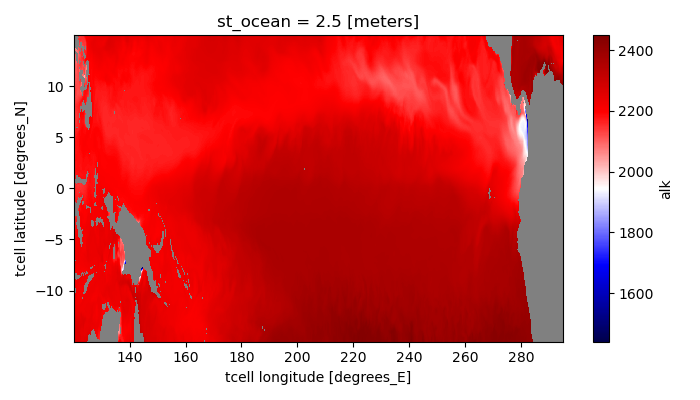 st_ocean = 2.5 [meters]
10
5
0
−5
−10
tcell latitude [degrees_N]
140 160 180 200 220 240 260 280
tcell longitude [degrees_E]
2400
2200
2000
1800
1600
alk